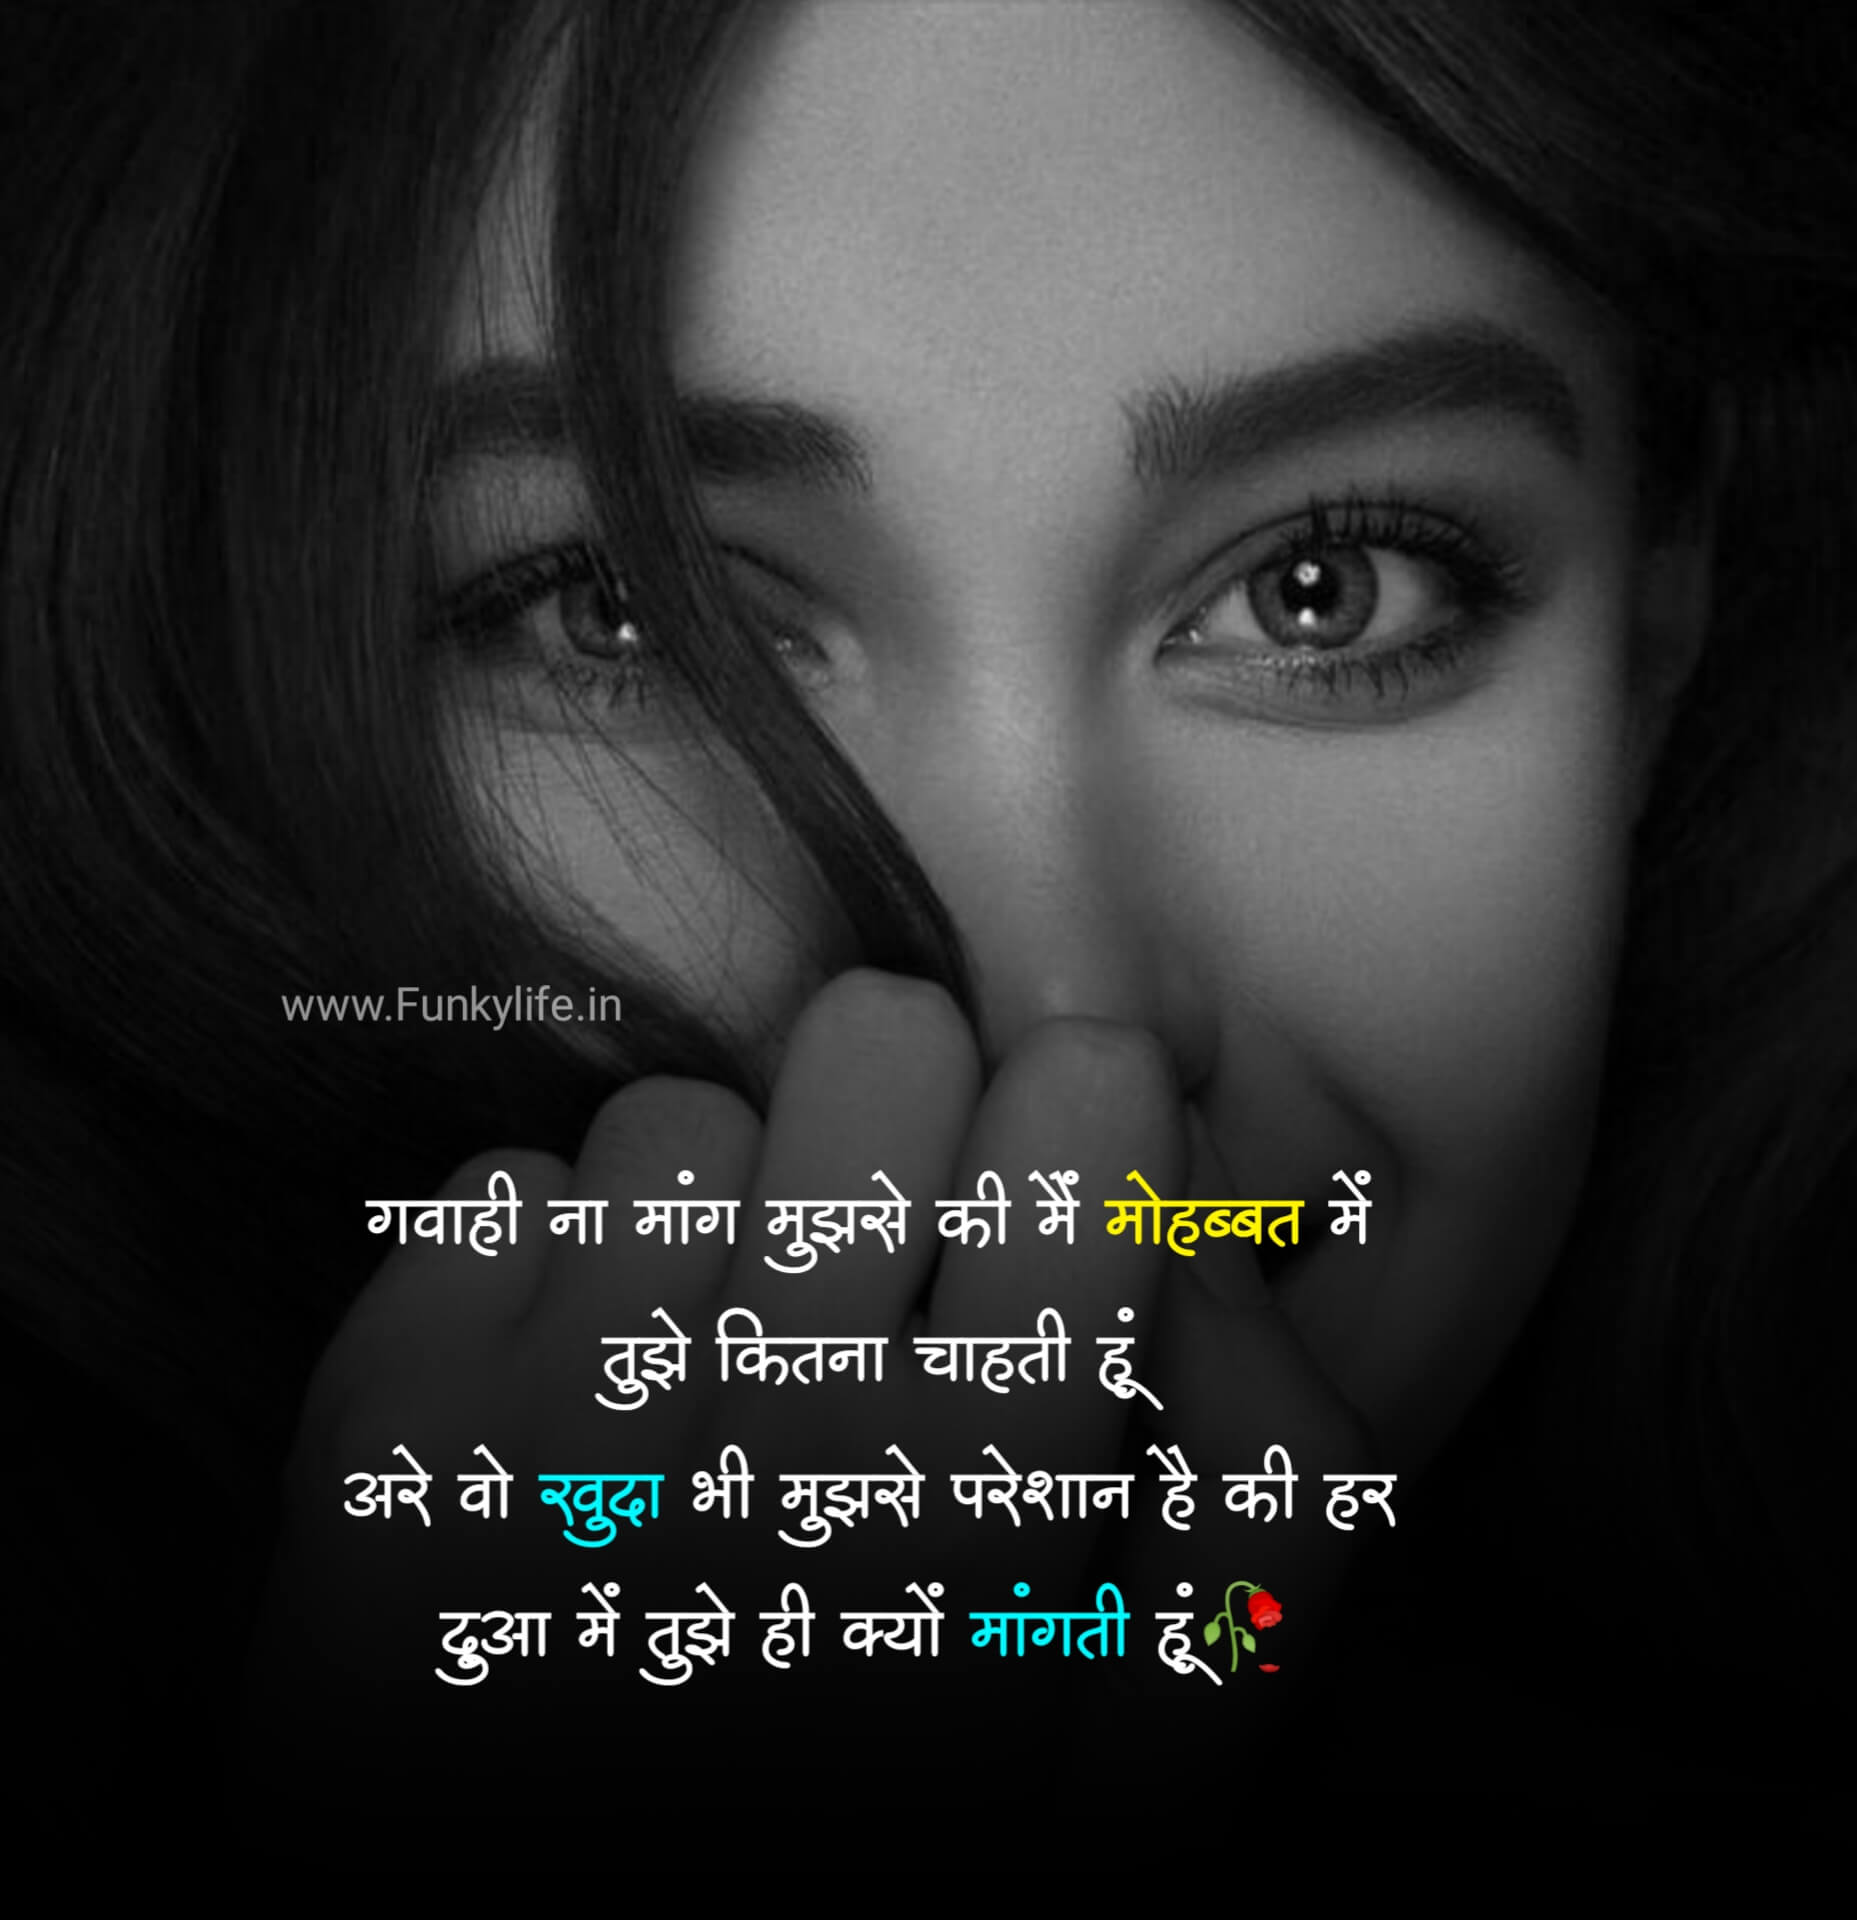 www.Funkylife.in
गवाही ना मांग मुझसे की मैं मोहब्बत में
तुझे कितना चाहती हूं
अरे वो खुदा भी मुझसे परेशान है की हर
दुआ में तुझे ही क्यों मांगती हूं🥀